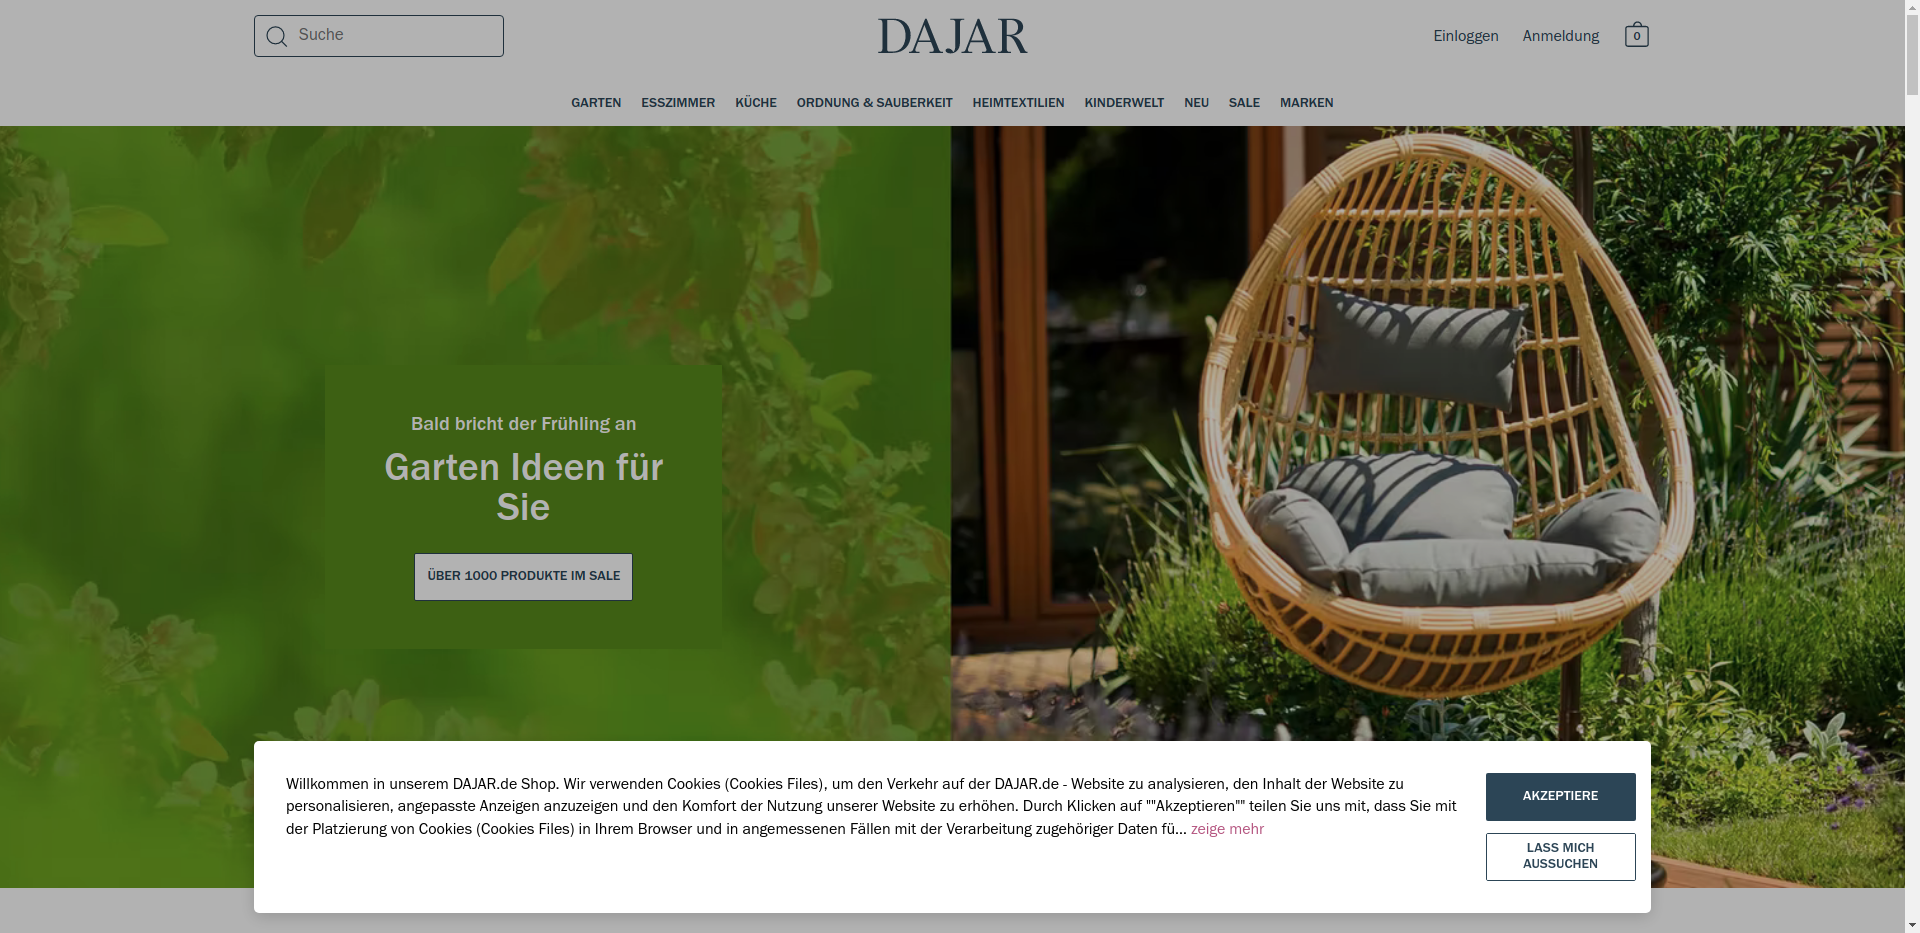 Suche
DAJAR
Einloggen
Anmeldung
0
GARTEN
ESSZIMMER
KÜCHE
ORDNUNG & SAUBERKEIT
HEIMTEXTILIEN
KINDERWELT
NEU
SALE
MARKEN
Bald bricht der Frühling an
Garten Ideen für
Sie
ÜBER 1000 PRODUKTE IM SALE
Willkommen in unserem DAJAR.de Shop. Wir verwenden Cookies (Cookies Files), um den Verkehr auf der DAJAR.de - Website zu analysieren, den Inhalt der Website zu
personalisieren, angepasste Anzeigen anzuzeigen und den Komfort der Nutzung unserer Website zu erhöhen. Durch Klicken auf ""Akzeptieren"" teilen Sie uns mit, dass Sie mit
der Platzierung von Cookies (Cookies Files) in Ihrem Browser und in angemessenen Fällen mit der Verarbeitung zugehöriger Daten fü... zeige mehr
AKZEPTIERE
LASS MICH
AUSSUCHEN